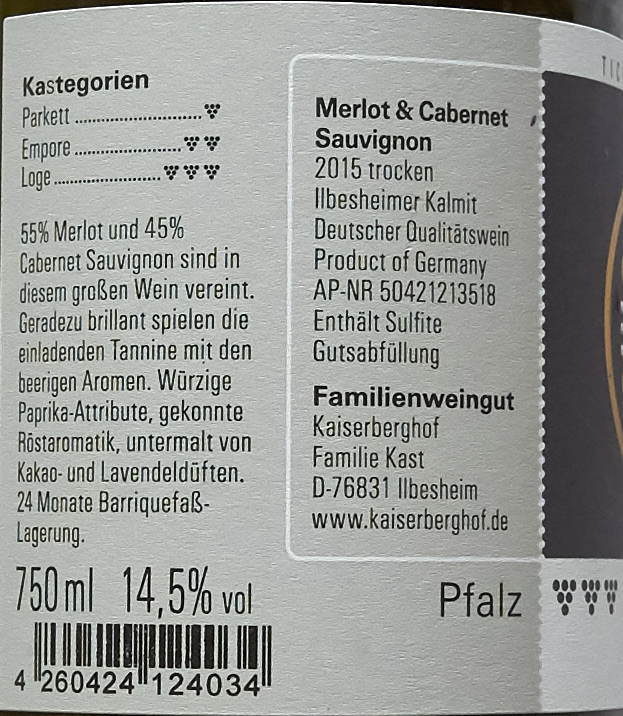 Kastegorien
Parkett
Empore
Loge
55% Merlot und 45%
Cabernet Sauvignon sind in
diesem großen Wein vereint.
Geradezu brillant spielen die
einladenden Tannine mit den
beerigen Aromen. Würzige
Paprika-Attribute, gekonnte
Röstaromatik, untermalt von
Kakao- und Lavendeldüften.
24 Monate Barriquefaß-
Lagerung.
750 ml 14,5% vol
4 260424 124034
Merlot & Cabernet
Sauvignon
2015 trocken
Ilbesheimer Kalmit
Deutscher Qualitätswein
Product of Germany
AP-NR 50421213518
Enthält Sulfite
Gutsabfüllung
Familienweingut
Kaiserberghof
Familie Kast
D-76831 Ilbesheim
www.kaiserberghof.de
Pfalz